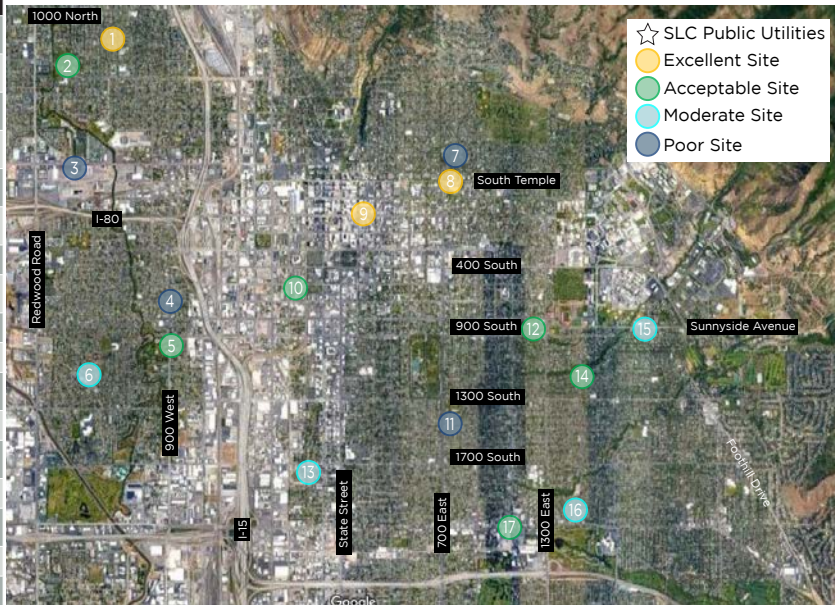 1000 North
1
2
SLC Public Utilities
Excellent Site
Acceptable Site
Moderate Site
Poor Site
3
7
8
South Temple
9
I-80
Redwood Road
400 South
10
4
900 South
12
15
Sunnyside Avenue
5
6
14
900 West
1300 South
11
1700 South
Foothill Drive
13
State Street
700 East
1300 East
16
17
I-15
Google